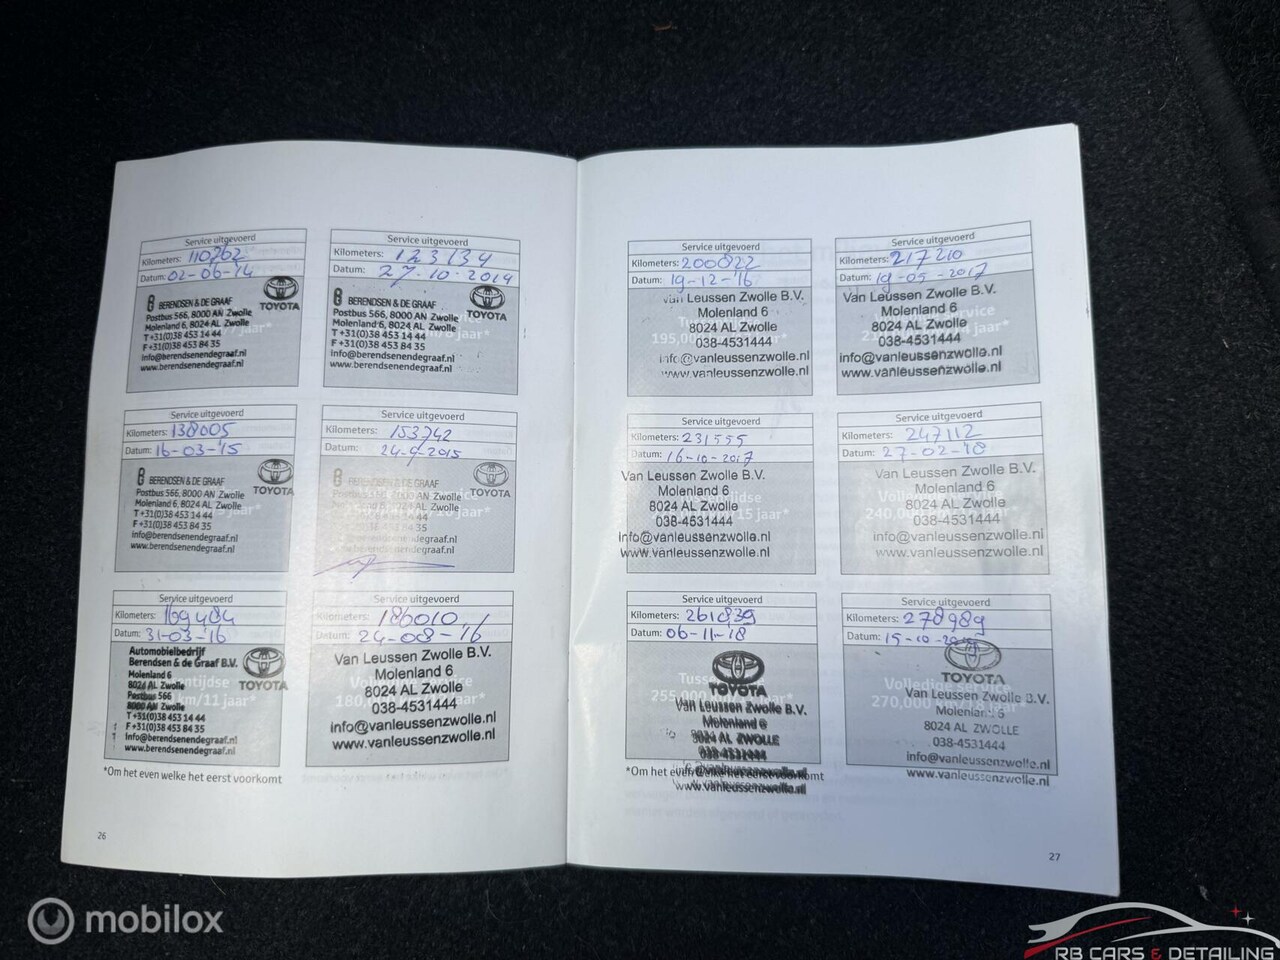 Service uitgevoerd
Kilometers: 110262
Datum: 02-06-14
BERENDSEN & DE GRAAF
TOYOTA
Postbus 566, 8000 AN Zwolle
Molenland 6, 8024 AL Zwolle
T +31(0)38 453 14 44
F +31(0)38 453 84 35
info@berendsenendegraaf.nl
www.berendsenendegraaf.nl
Service uitgevoerd
Kilometers: 123134
Datum: 27-10-2014
BERENDSEN & DE GRAAF
TOYOTA
Postbus 566, 8000 AN Zwolle
Molenland 6, 8024 AL Zwolle
T +31(0)38 453 14 44
F +31(0)38 453 84 35
info@berendsenendegraaf.nl
www.berendsenendegraaf.nl
Service uitgevoerd
Kilometers: 138005
Datum: 16-03-'15
BERENDSEN & DE GRAAF
TOYOTA
Postbus 566, 8000 AN Zwolle
Molenland 6, 8024 AL Zwolle
T +31(0)38 453 14 44
F +31(0)38 453 84 35
info@berendsenendegraaf.nl
www.berendsenendegraaf.nl
Service uitgevoerd
Kilometers: 153742
Datum: 24-9-2015
BERENDSEN & DE GRAAF
TOYOTA
AN Zwolle
AL Zwolle
endegraaf.nl
Service uitgevoerd
Kilometers: 169484
Datum: 31-03-'16
Automobielbedrijf
Berendsen & de Graaf B.V.
TOYOTA
Molenland 6
8024 AL Zwolle
Postbus 566
8000 AN Zwolle
T +31(0)38 453 14 44
F +31(0)38 453 84 35
info@berendsenendegraaf.nl
www.berendsenendegraaf.nl
Service uitgevoerd
Kilometers: 186010
Datum: 24-08-'16
Van Leussen Zwolle B.V.
Molenland 6
8024 AL Zwolle
038-4531444
info@vanleussenzwolle.nl
www.vanleussenzwolle.nl
*Om het even welke het eerst voorkomt
26
Service uitgevoerd
Kilometers: 200822
Datum: 19-12-'16
Van Leussen Zwolle B.V.
Molenland 6
8024 AL Zwolle
038-4531444
info@vanleussenzwolle.nl
www.vanleussenzwolle.nl
Service uitgevoerd
Kilometers: 217210
Datum: 19-05-2017
Van Leussen Zwolle B.V.
Molenland 6
8024 AL Zwolle
038-4531444
info@vanleussenzwolle.nl
www.vanleussenzwolle.nl
Service uitgevoerd
Kilometers: 231555
Datum: 16-10-2017
Van Leussen Zwolle B.V.
Molenland 6
8024 AL Zwolle
038-4531444
info@vanleussenzwolle.nl
www.vanleussenzwolle.nl
Service uitgevoerd
Kilometers: 247112
Datum: 27-02-'18
Van Leussen Zwolle B.V.
Molenland 6
8024 AL Zwolle
038-4531444
info@vanleussenzwolle.nl
www.vanleussenzwolle.nl
Service uitgevoerd
Kilometers: 261839
Datum: 06-11-18
TOYOTA
Van Leussen Zwolle B.V.
Molenland 6
8024 AL ZWOLLE
038-4531444
www.vanleussenzwolle.nl
Service uitgevoerd
Kilometers: 278989
Datum: 15-10-
TOYOTA
Volledige Service
270,000
Van Leussen Zwolle B.V.
Molenland 6
8024 AL ZWOLLE
038-4531444
info@vanleussenzwolle.nl
www.vanleussenzwolle.nl
*Om het even
27
mobilox
RB CARS & DETAILING